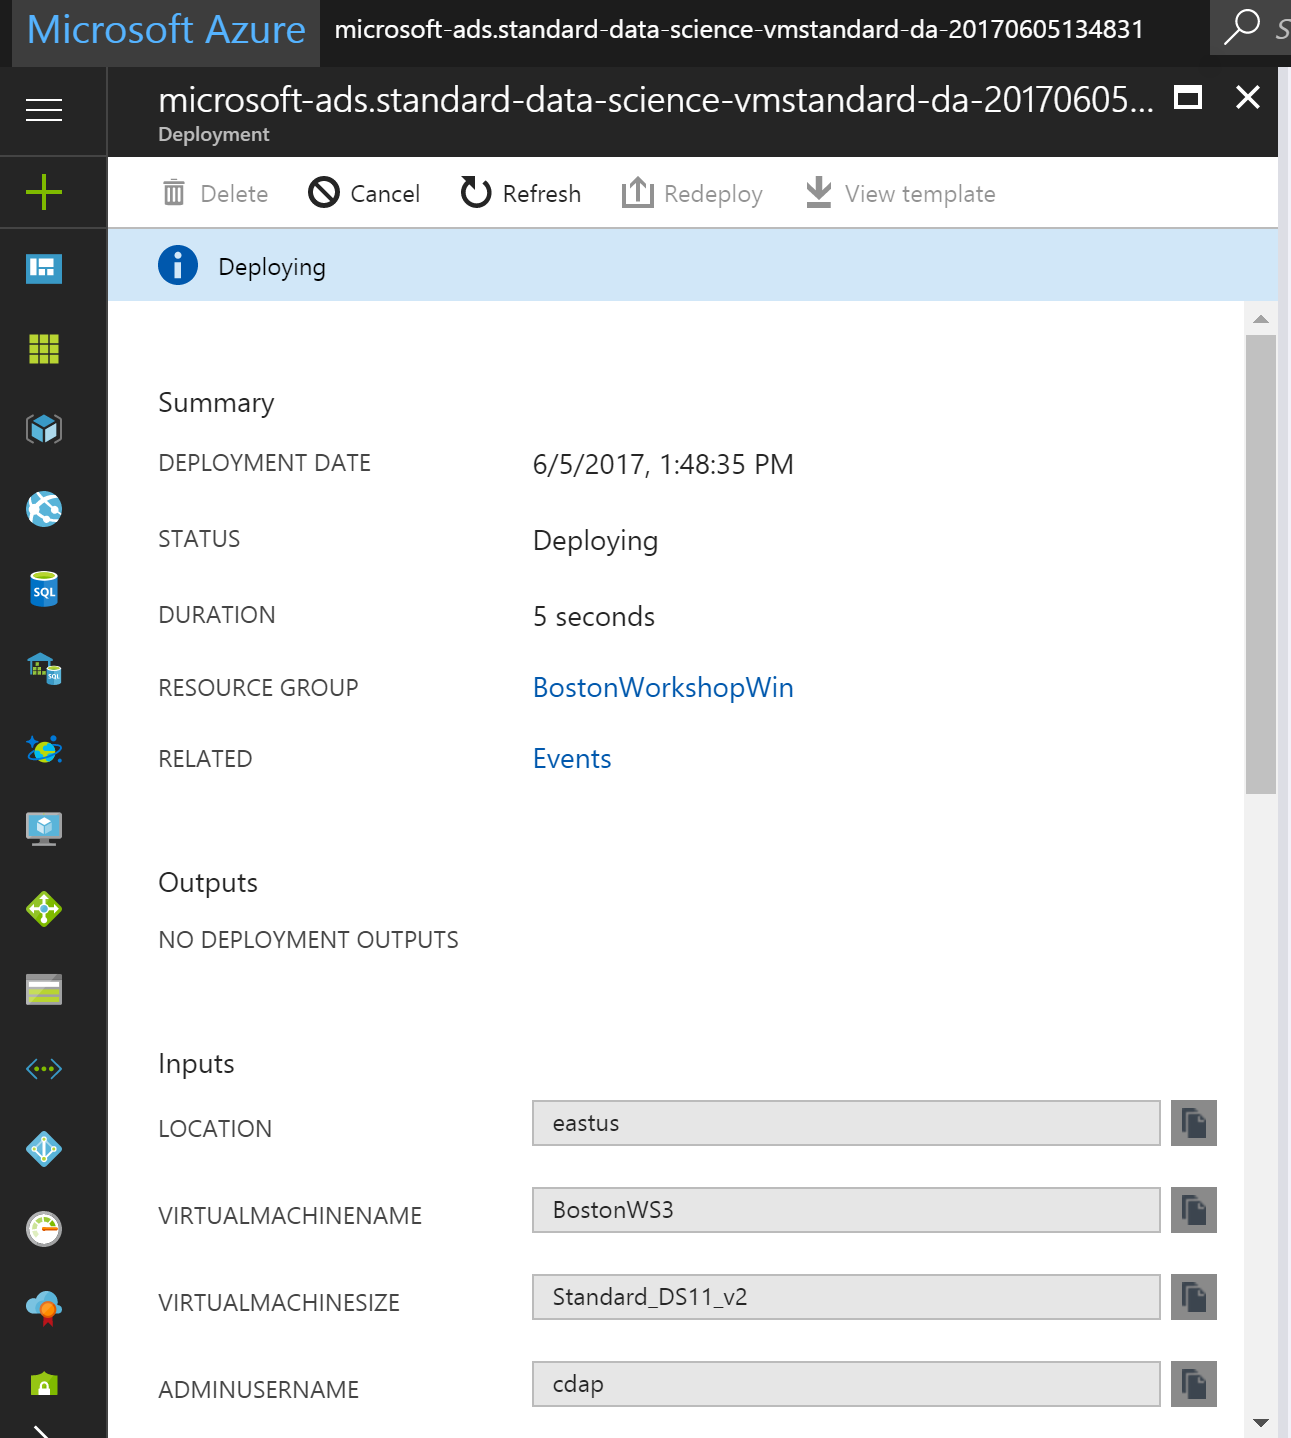 Microsoft Azure microsoft-ads.standard-data-science-vmstandard-da-20170605134831
microsoft-ads.standard-data-science-vmstandard-da-20170605...
Deployment
Delete Cancel Refresh Redeploy View template
Deploying
Summary
DEPLOYMENT DATE 6/5/2017, 1:48:35 PM
STATUS Deploying
DURATION 5 seconds
RESOURCE GROUP BostonWorkshopWin
RELATED Events
Outputs
NO DEPLOYMENT OUTPUTS
Inputs
LOCATION eastus
VIRTUALMACHINENAME BostonWS3
VIRTUALMACHINESIZE Standard_DS11_v2
ADMINUSERNAME cdap
SQL
SQL